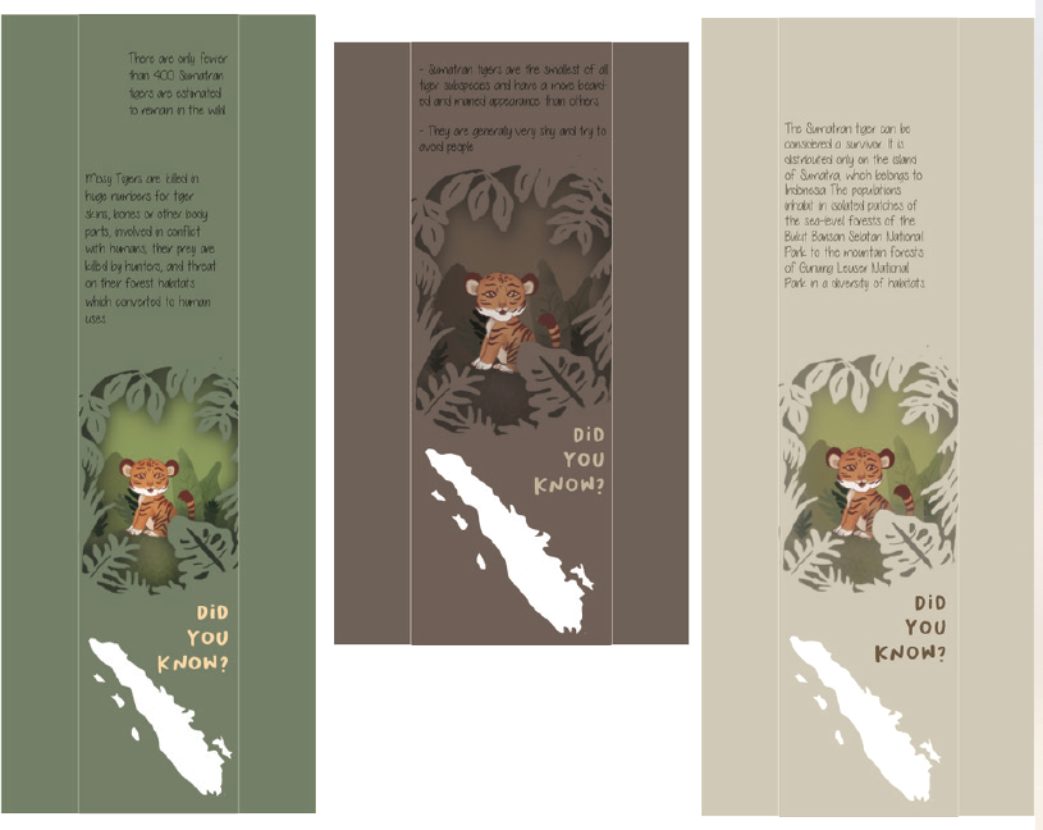 There are only fewer
than 400 Sumatran
tigers are estimated
to remain in the wild.
Many Tigers are killed in
huge numbers for tiger
skins, bones or other body
parts, involved in conflict
with humans, their prey are
killed by hunters, and threat
on their forest habitats
which converted to human
uses.
DiD
YOU
KNOW?
- Sumatran tigers are the smallest of all
tiger subspecies and have a more beard-
ed and maned appearance than others.
- They are generally very shy and try to
avoid people
DiD
YOU
KNOW?
The Sumatran tiger can be
considered a survivor. It is
distributed only on the island
of Sumatra, which belongs to
Indonesia. The populations
inhabit in isolated patches of
the sea-level forests of the
Bukit Barisan Selatan National
Park to the mountain forests
of Gunung Leuser National
Park in a diversity of habitats.
DiD
YOU
KNOW?